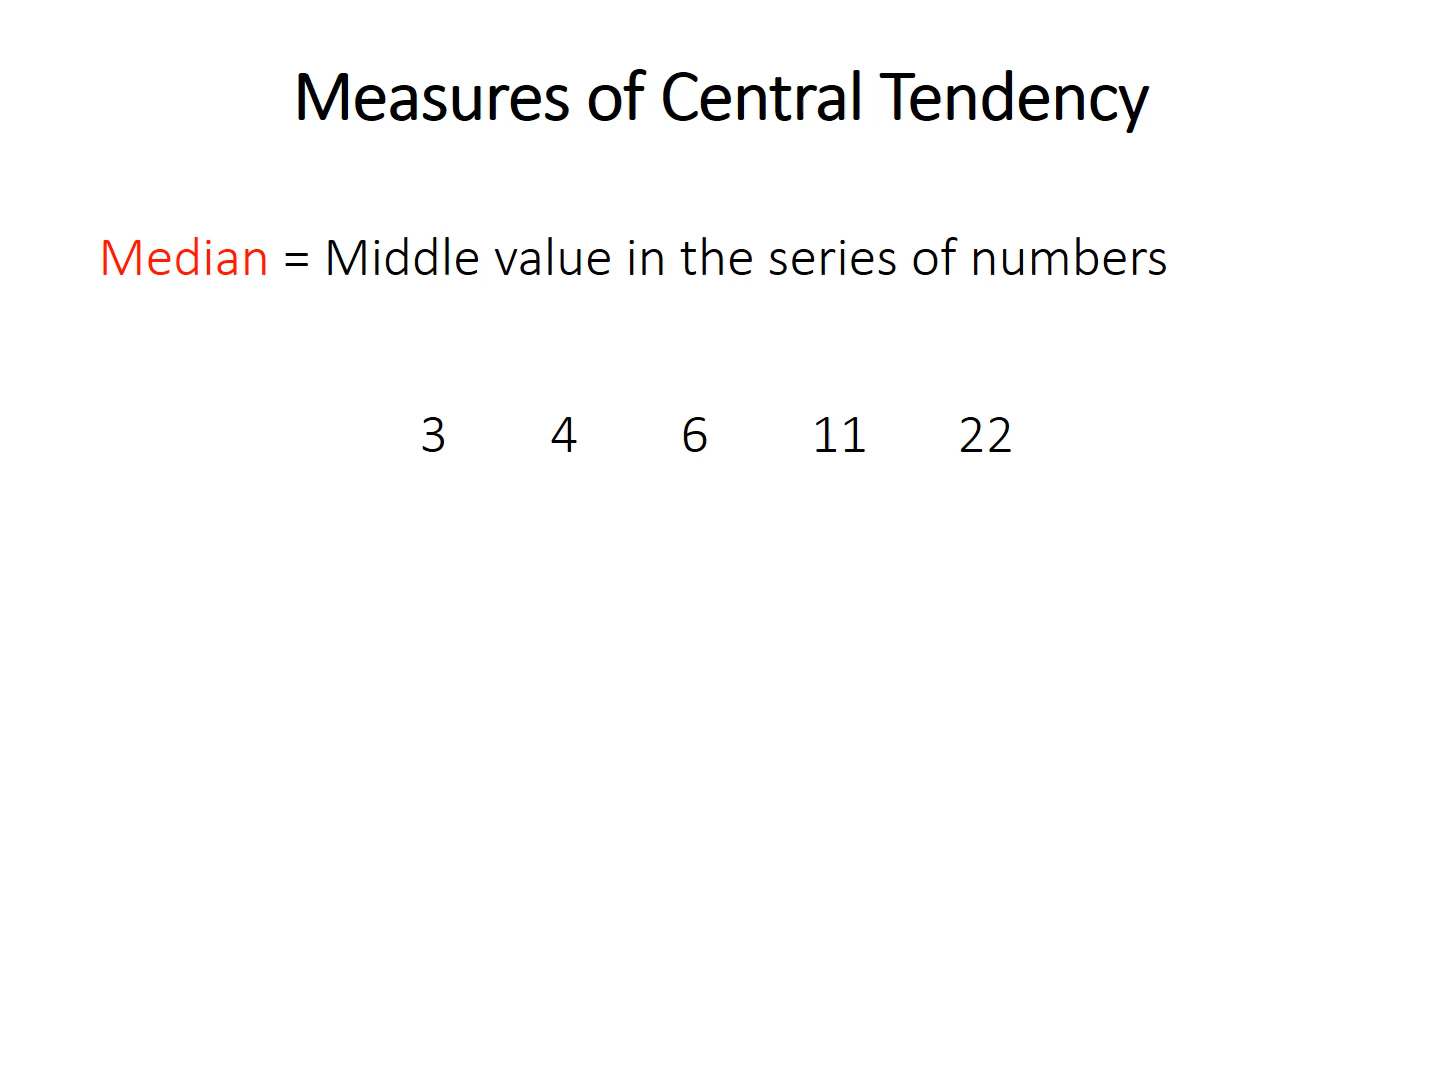 Measures of Central Tendency
Median = Middle value in the series of numbers
3 4 6 11 22